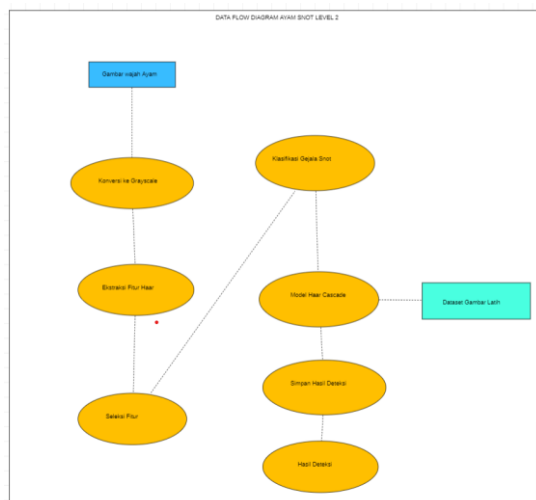 DATA FLOW DIAGRAM AYAM SNOT LEVEL 2
Gambar wajah Ayam
Konversi ke Grayscale
Ekstraksi Fitur Haar
Seleksi Fitur
Klasifikasi Gejala Snot
Model Haar Cascade
Dataset Gambar Latih
Simpan Hasil Deteksi
Hasil Deteksi